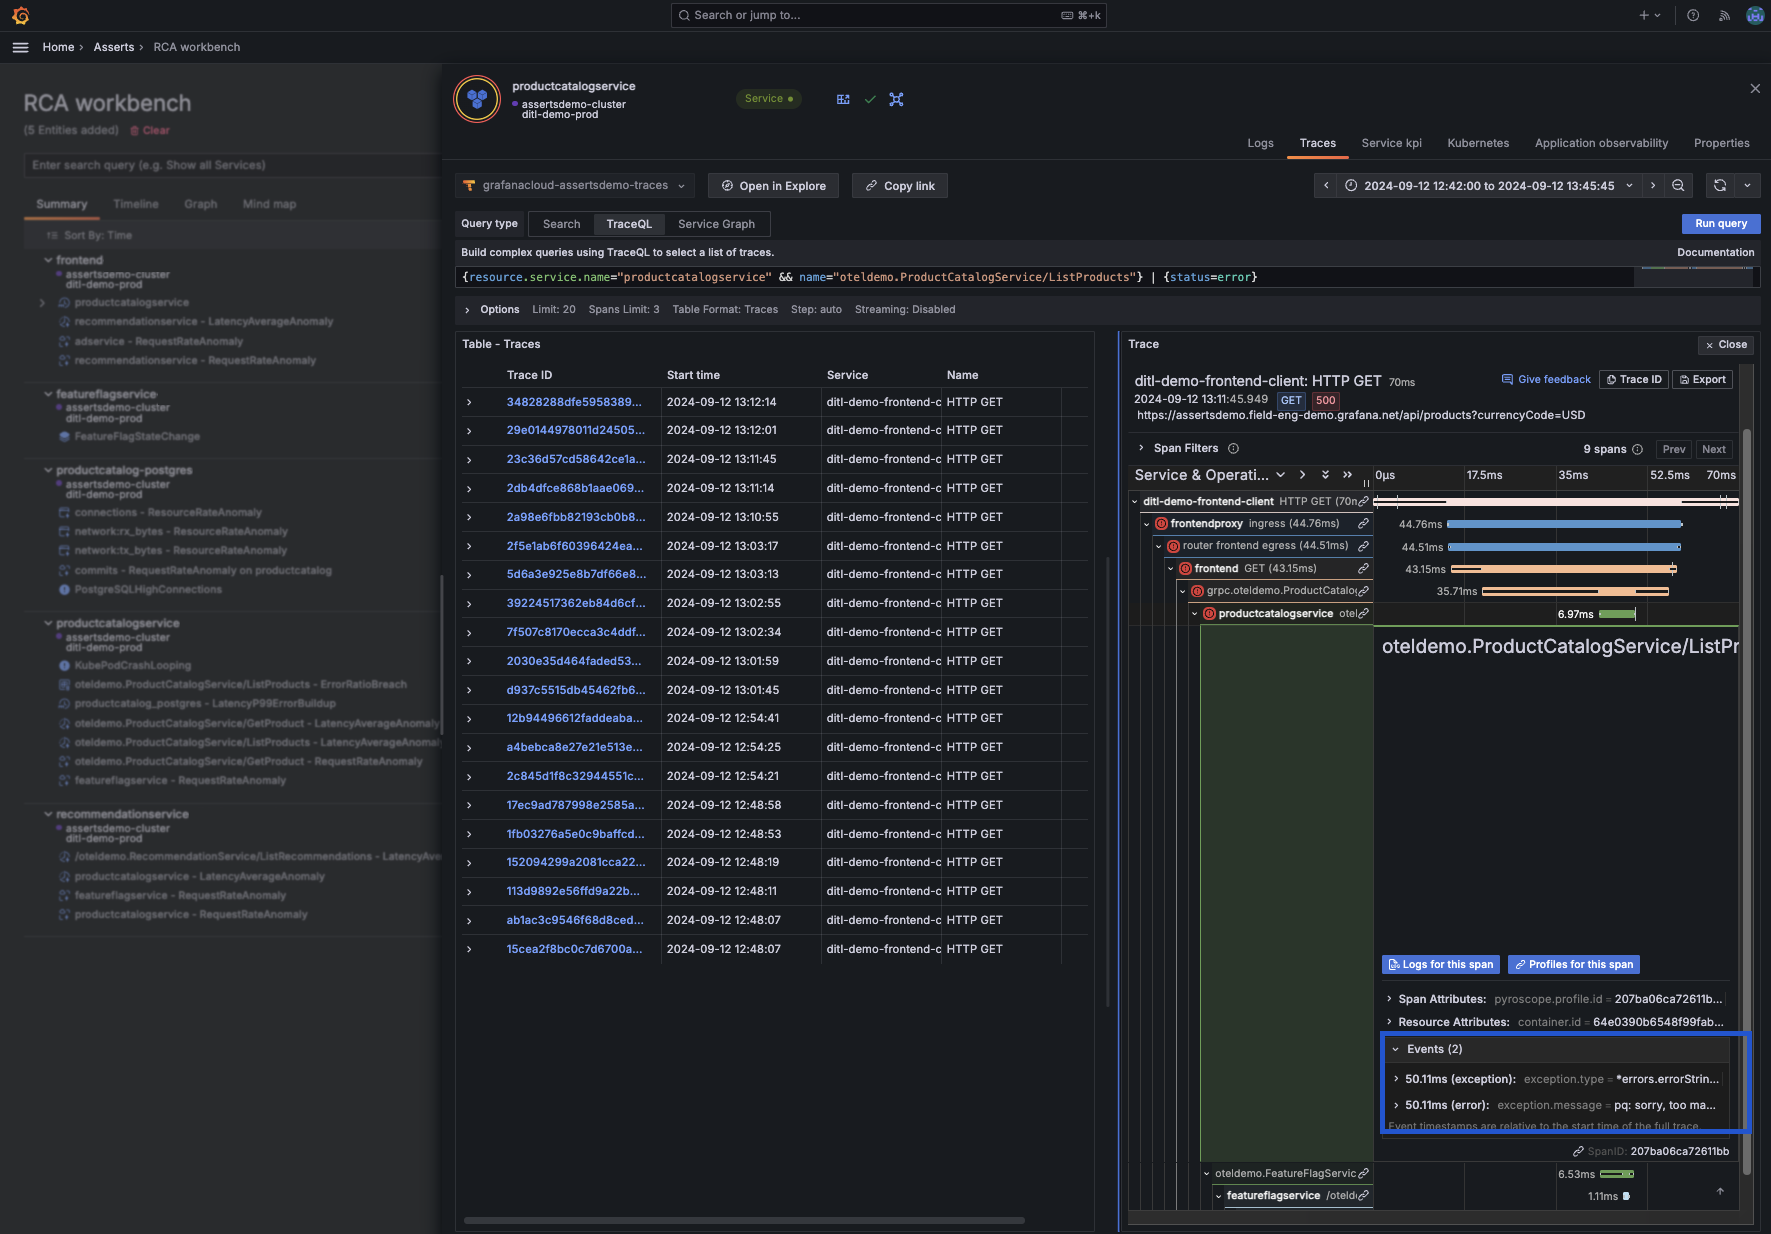 Search or jump to...
⌘+k
Home
Asserts
RCA workbench
RCA workbench
(5 Entities added)
Clear
Enter search query (e.g. Show all Services)
Summary
Timeline
Graph
Mind map
Sort By: Time
frontend
assertsdemo-cluster
ditl-demo-prod
productcatalogservice
recommendationservice - LatencyAverageAnomaly
adservice - RequestRateAnomaly
recommendationservice - RequestRateAnomaly
featureflagservice
assertsdemo-cluster
ditl-demo-prod
FeatureFlagStateChange
productcatalog-postgres
assertsdemo-cluster
ditl-demo-prod
connections - ResourceRateAnomaly
network:rx_bytes - ResourceRateAnomaly
network:tx_bytes - ResourceRateAnomaly
commits - RequestRateAnomaly on productcatalog
PostgreSQLHighConnections
productcatalogservice
assertsdemo-cluster
ditl-demo-prod
KubePodCrashLooping
oteldemo.ProductCatalogService/ListProducts - ErrorRatioBreach
productcatalog_postgres - LatencyP99ErrorBuildup
oteldemo.ProductCatalogService/GetProduct - LatencyAverageAnomaly
oteldemo.ProductCatalogService/ListProducts - LatencyAverageAnomaly
oteldemo.ProductCatalogService/GetProduct - RequestRateAnomaly
featureflagservice - RequestRateAnomaly
recommendationservice
assertsdemo-cluster
ditl-demo-prod
/oteldemo.RecommendationService/ListRecommendations - LatencyAve
productcatalogservice - LatencyAverageAnomaly
featureflagservice - RequestRateAnomaly
productcatalogservice - RequestRateAnomaly
productcatalogservice
assertsdemo-cluster
ditl-demo-prod
Service
Logs
Traces
Service kpi
Kubernetes
Application observability
Properties
grafanacloud-assertsdemo-traces
Open in Explore
Copy link
2024-09-12 12:42:00 to 2024-09-12 13:45:45
Query type
Search
TraceQL
Service Graph
Run query
Build complex queries using TraceQL to select a list of traces.
Documentation
{resource.service.name="productcatalogservice" && name="oteldemo.ProductCatalogService/ListProducts"} | {status=error}
Options
Limit: 20
Spans Limit: 3
Table Format: Traces
Step: auto
Streaming: Disabled
Table - Traces
Trace ID Start time Service Name
34828288dfe5958389... 2024-09-12 13:12:14 ditl-demo-frontend-c HTTP GET
29e0144978011d24505... 2024-09-12 13:12:01 ditl-demo-frontend-c HTTP GET
23c36d57cd58642ce1a... 2024-09-12 13:11:45 ditl-demo-frontend-c HTTP GET
2db4dfce868b1aae069... 2024-09-12 13:11:14 ditl-demo-frontend-c HTTP GET
2a98e6fbb82193cb0b8... 2024-09-12 13:10:55 ditl-demo-frontend-c HTTP GET
2f5e1ab6f60396424ea... 2024-09-12 13:03:17 ditl-demo-frontend-c HTTP GET
5d6a3e925e8b7df66e8... 2024-09-12 13:03:13 ditl-demo-frontend-c HTTP GET
39224517362eb84d6cf... 2024-09-12 13:02:55 ditl-demo-frontend-c HTTP GET
7f507c8170ecca3c4ddf... 2024-09-12 13:02:34 ditl-demo-frontend-c HTTP GET
2030e35d464faded53... 2024-09-12 13:01:59 ditl-demo-frontend-c HTTP GET
d937c5515db45462fb6... 2024-09-12 13:01:45 ditl-demo-frontend-c HTTP GET
12b94496612faddeaba... 2024-09-12 12:54:41 ditl-demo-frontend-c HTTP GET
a4bebca8e27e21e513e... 2024-09-12 12:54:25 ditl-demo-frontend-c HTTP GET
2c845d1f8c32944551c... 2024-09-12 12:54:21 ditl-demo-frontend-c HTTP GET
17ec9ad787998e2585a... 2024-09-12 12:48:58 ditl-demo-frontend-c HTTP GET
1fb03276a5e0c9baffcd... 2024-09-12 12:48:53 ditl-demo-frontend-c HTTP GET
152094299a2081cca22... 2024-09-12 12:48:19 ditl-demo-frontend-c HTTP GET
113d9892e56ffd9a22b... 2024-09-12 12:48:11 ditl-demo-frontend-c HTTP GET
ab1ac3c9546f68d8ced... 2024-09-12 12:48:07 ditl-demo-frontend-c HTTP GET
15cea2f8bc0c7d6700a... 2024-09-12 12:48:07 ditl-demo-frontend-c HTTP GET
Trace
Close
ditl-demo-frontend-client: HTTP GET 70ms
Give feedback
Trace ID
Export
2024-09-12 13:11:45.949 GET 500
https://assertsdemo.field-eng-demo.grafana.net/api/products?currencyCode=USD
Span Filters
9 spans
Prev
Next
Service & Operati...
0µs 17.5ms 35ms 52.5ms 70ms
ditl-demo-frontend-client HTTP GET (70m
frontendproxy ingress (44.76ms)
44.76ms
router frontend egress (44.51ms)
44.51ms
frontend GET (43.15ms)
43.15ms
grpc.oteldemo.ProductCatalog
35.71ms
productcatalogservice otel
6.97ms
oteldemo.ProductCatalogService/ListPr
Logs for this span
Profiles for this span
Span Attributes: pyroscope.profile.id = 207ba06ca72611b...
Resource Attributes: container.id = 64e0390b6548f99fab...
Events (2)
50.11ms (exception): exception.type = *errors.errorStrin...
50.11ms (error): exception.message = pq: sorry, too ma...
Event timestamps are relative to the start time of the full trace.
SpanID: 207ba06ca72611bb
oteldemo.FeatureFlagServic
6.53ms
featureflagservice /oteld
1.11ms